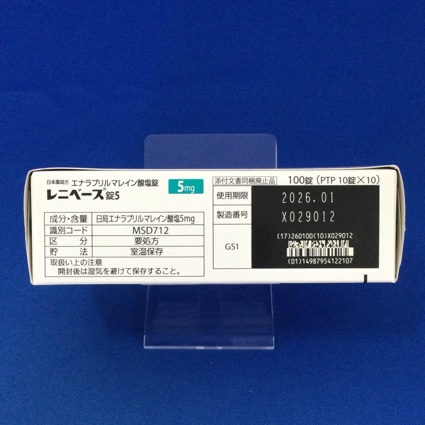 日本薬局方 エナラプリルマレイン酸塩錠
レニベース®錠5
5mg
成分・含量 日局エナラプリルマレイン酸塩5mg
識別コード MSD712
区分 要処方
貯法 室温保存
取扱い上の注意
開封後は湿気を避けて保存すること。
添付文書同梱廃止品 100錠(PTP 10錠×10)
使用期限 2026.01
製造番号 X029012
GS1
(17)260100(10)X029012
(01)14987954122107